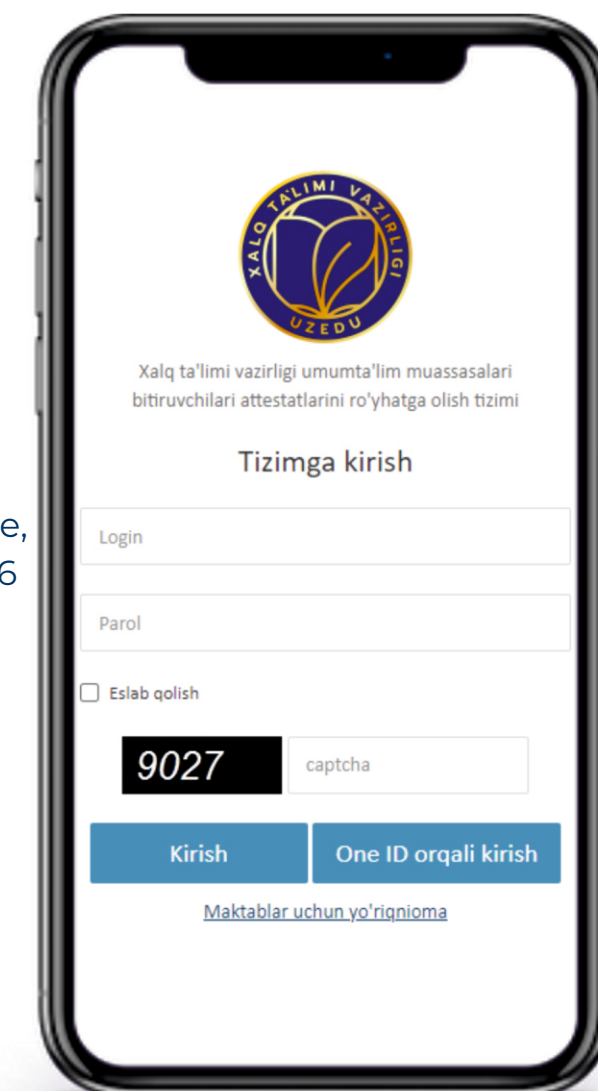 XALQ TA'LIMI VAZIRLIGI
UZEDU
Xalq ta'limi vazirligi umumta'lim muassasalari
bitiruvchilari attestatlarini ro'yhatga olish tizimi
Tizimga kirish
e,
6
Login
Parol
Eslab qolish
9027 captcha
Kirish One ID orqali kirish
Maktablar uchun yo'riqnioma